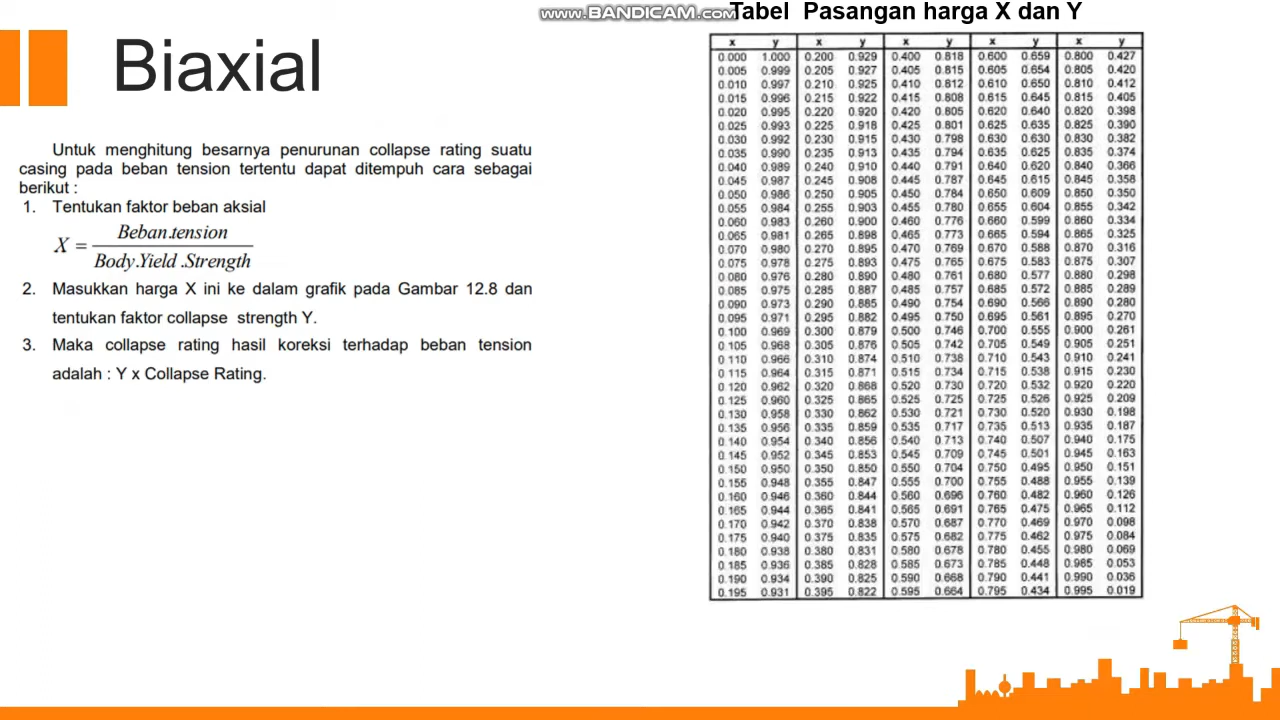 www.BANDICAM.com
Tabel Pasangan harga X dan Y
Biaxial
Untuk menghitung besarnya penurunan collapse rating suatu
casing pada beban tension tertentu dapat ditempuh cara sebagai
berikut :
1. Tentukan faktor beban aksial
X = Beban.tension / Body.Yield.Strength
2. Masukkan harga X ini ke dalam grafik pada Gambar 12.8 dan
tentukan faktor collapse strength Y.
3. Maka collapse rating hasil koreksi terhadap beban tension
adalah : Y x Collapse Rating.
x y x y x y x y x y
0.000 1.000 0.200 0.929 0.400 0.818 0.600 0.659 0.800 0.427
0.005 0.999 0.205 0.927 0.405 0.815 0.605 0.654 0.805 0.420
0.010 0.997 0.210 0.925 0.410 0.812 0.610 0.650 0.810 0.412
0.015 0.996 0.215 0.922 0.415 0.808 0.615 0.645 0.815 0.405
0.020 0.995 0.220 0.920 0.420 0.805 0.620 0.640 0.820 0.398
0.025 0.993 0.225 0.918 0.425 0.801 0.625 0.635 0.825 0.390
0.030 0.992 0.230 0.915 0.430 0.798 0.630 0.630 0.830 0.382
0.035 0.990 0.235 0.913 0.435 0.794 0.635 0.625 0.835 0.374
0.040 0.989 0.240 0.910 0.440 0.791 0.640 0.620 0.840 0.366
0.045 0.987 0.245 0.908 0.445 0.787 0.645 0.615 0.845 0.358
0.050 0.986 0.250 0.905 0.450 0.784 0.650 0.609 0.850 0.350
0.055 0.984 0.255 0.903 0.455 0.780 0.655 0.604 0.855 0.342
0.060 0.983 0.260 0.900 0.460 0.776 0.660 0.599 0.860 0.334
0.065 0.981 0.265 0.898 0.465 0.773 0.665 0.594 0.865 0.325
0.070 0.980 0.270 0.895 0.470 0.769 0.670 0.588 0.870 0.316
0.075 0.978 0.275 0.893 0.475 0.765 0.675 0.583 0.875 0.307
0.080 0.976 0.280 0.890 0.480 0.761 0.680 0.577 0.880 0.298
0.085 0.975 0.285 0.887 0.485 0.757 0.685 0.572 0.885 0.289
0.090 0.973 0.290 0.885 0.490 0.754 0.690 0.566 0.890 0.280
0.095 0.971 0.295 0.882 0.495 0.750 0.695 0.561 0.895 0.270
0.100 0.969 0.300 0.879 0.500 0.746 0.700 0.555 0.900 0.261
0.105 0.968 0.305 0.876 0.505 0.742 0.705 0.549 0.905 0.251
0.110 0.966 0.310 0.874 0.510 0.738 0.710 0.543 0.910 0.241
0.115 0.964 0.315 0.871 0.515 0.734 0.715 0.538 0.915 0.230
0.120 0.962 0.320 0.868 0.520 0.730 0.720 0.532 0.920 0.220
0.125 0.960 0.325 0.865 0.525 0.725 0.725 0.526 0.925 0.209
0.130 0.958 0.330 0.862 0.530 0.721 0.730 0.520 0.930 0.198
0.135 0.956 0.335 0.859 0.535 0.717 0.735 0.513 0.935 0.187
0.140 0.954 0.340 0.856 0.540 0.713 0.740 0.507 0.940 0.175
0.145 0.952 0.345 0.853 0.545 0.709 0.745 0.501 0.945 0.163
0.150 0.950 0.350 0.850 0.550 0.704 0.750 0.495 0.950 0.151
0.155 0.948 0.355 0.847 0.555 0.700 0.755 0.488 0.955 0.139
0.160 0.946 0.360 0.844 0.560 0.696 0.760 0.482 0.960 0.126
0.165 0.944 0.365 0.841 0.565 0.691 0.765 0.475 0.965 0.112
0.170 0.942 0.370 0.838 0.570 0.687 0.770 0.469 0.970 0.098
0.175 0.940 0.375 0.835 0.575 0.682 0.775 0.462 0.975 0.084
0.180 0.938 0.380 0.831 0.580 0.678 0.780 0.455 0.980 0.069
0.185 0.936 0.385 0.828 0.585 0.673 0.785 0.448 0.985 0.053
0.190 0.934 0.390 0.825 0.590 0.668 0.790 0.441 0.990 0.036
0.195 0.931 0.395 0.822 0.595 0.664 0.795 0.434 0.995 0.019